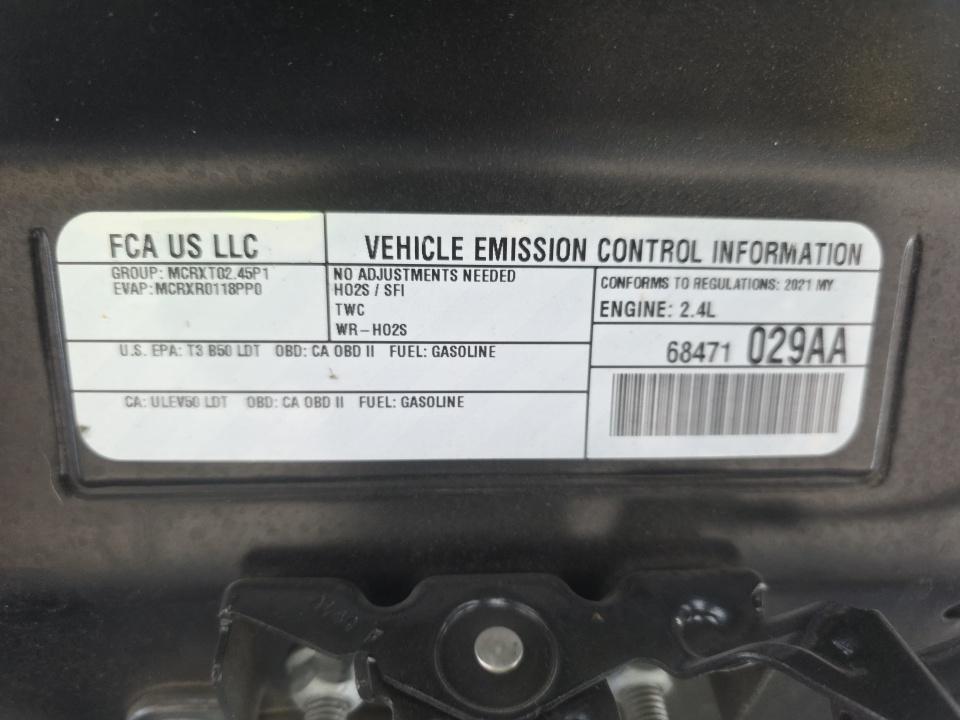 FCA US LLC
GROUP: MCRXT02.45P1
EVAP: MCRXR0118PP0
VEHICLE EMISSION CONTROL INFORMATION
NO ADJUSTMENTS NEEDED
HO2S / SFI
TWC
WR-HO2S
CONFORMS TO REGULATIONS: 2021 MY
ENGINE: 2.4L
68471 029AA
U.S. EPA: T3 B50 LDT OBD: CA OBD II FUEL: GASOLINE
CA: ULEV50 LDT OBD: CA OBD II FUEL: GASOLINE